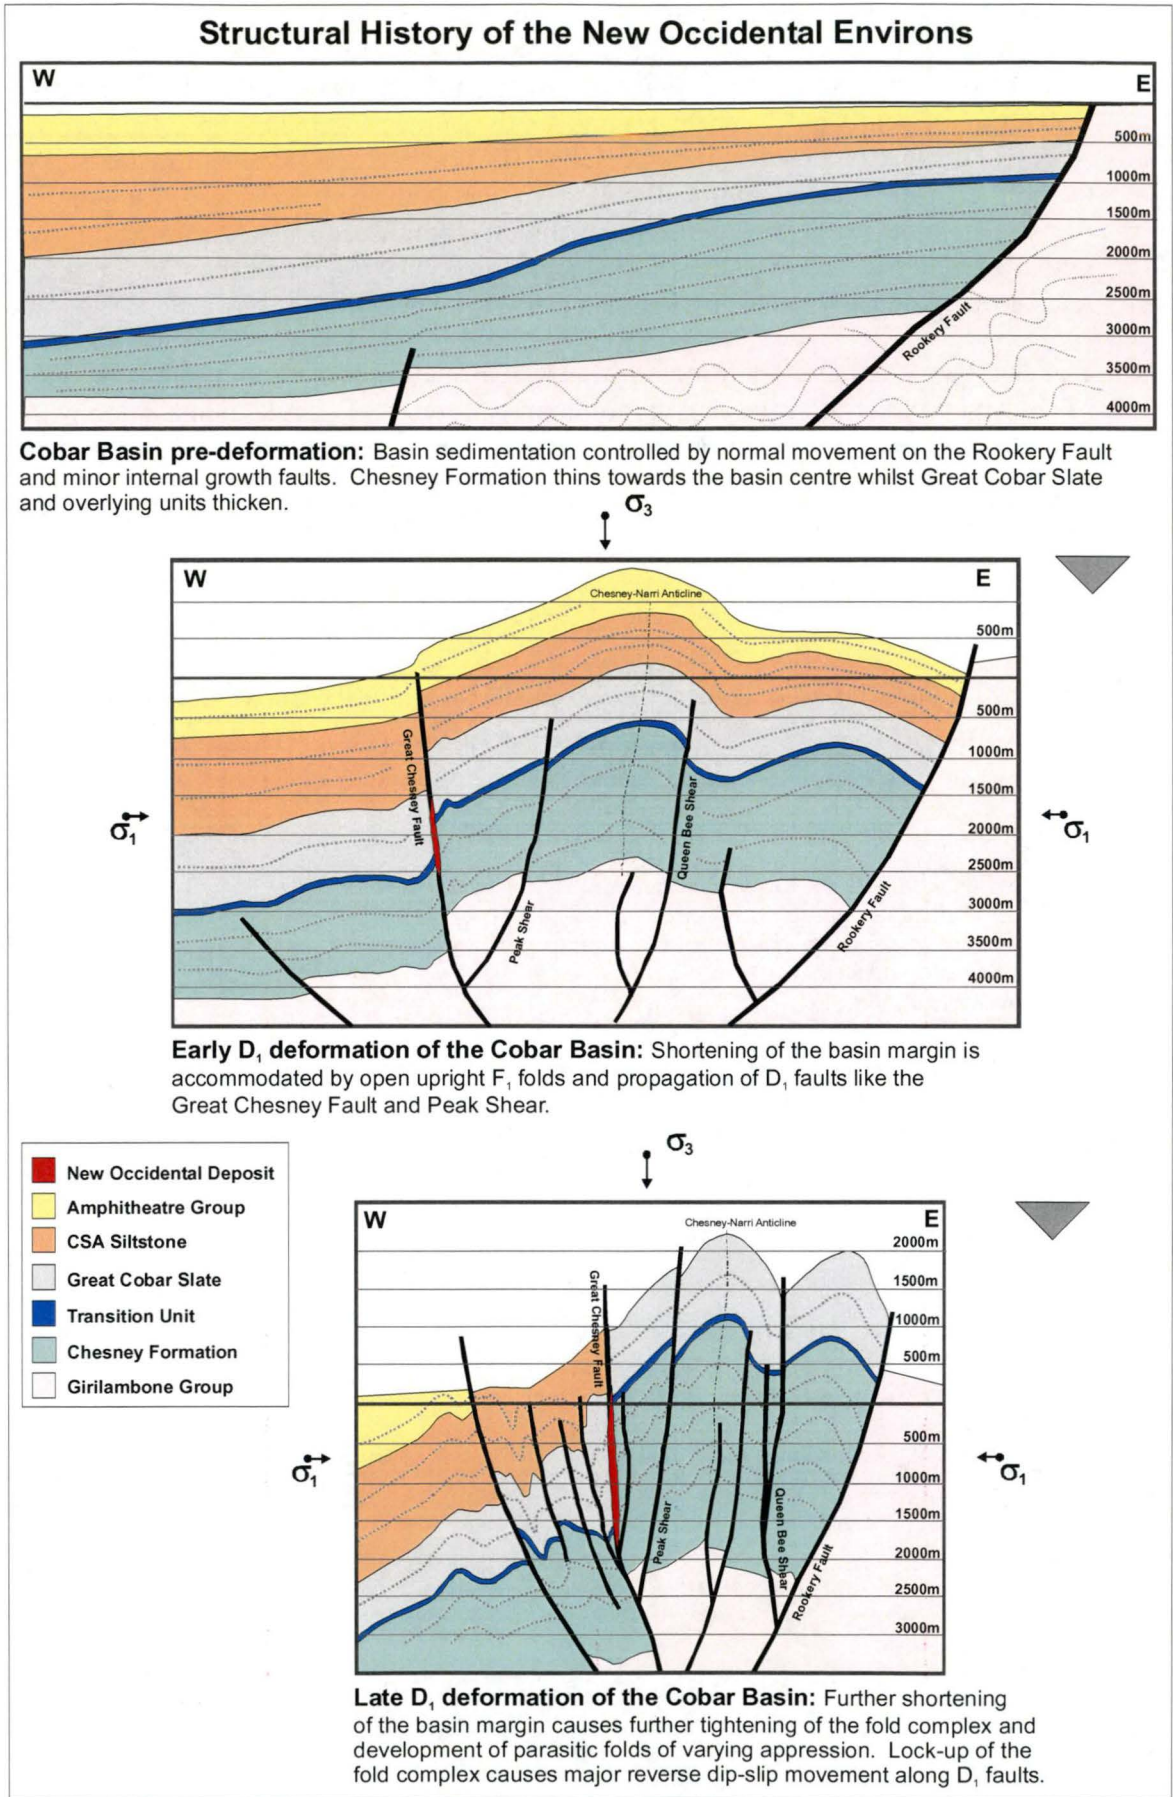 Structural History of the New Occidental Environs
W
E
500m
1000m
1500m
2000m
2500m
3000m
3500m
4000m
Rookery Fault
Cobar Basin pre-deformation: Basin sedimentation controlled by normal movement on the Rookery Fault
and minor internal growth faults. Chesney Formation thins towards the basin centre whilst Great Cobar Slate
and overlying units thicken.
σ3
W
E
Chesney-Narri Anticline
500m
500m
1000m
1500m
2000m
2500m
3000m
3500m
4000m
Great Chesney Fault
Peak Shear
Queen Bee Shear
Rookery Fault
σ1
σ1
Early D1 deformation of the Cobar Basin: Shortening of the basin margin is
accommodated by open upright F1 folds and propagation of D1 faults like the
Great Chesney Fault and Peak Shear.
New Occidental Deposit
Amphitheatre Group
CSA Siltstone
Great Cobar Slate
Transition Unit
Chesney Formation
Girilambone Group
σ3
W
E
Chesney-Narri Anticline
2000m
1500m
1000m
500m
500m
1000m
1500m
2000m
2500m
3000m
Great Chesney Fault
Peak Shear
Queen Bee Shear
Rookery Fault
σ1
σ1
Late D1 deformation of the Cobar Basin: Further shortening
of the basin margin causes further tightening of the fold complex and
development of parasitic folds of varying appression. Lock-up of the
fold complex causes major reverse dip-slip movement along D1 faults.